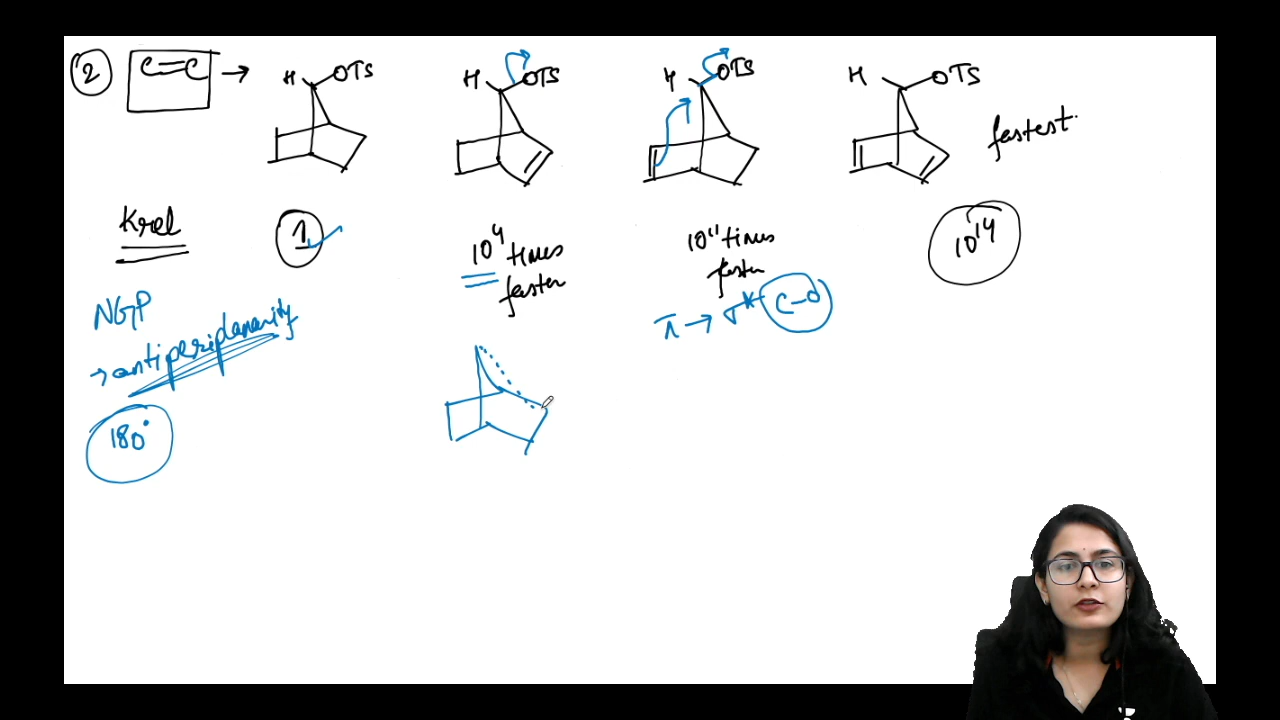 2 C=C → H OTS H OTS H OTS H OTS
fastest.
Krel 1 10⁴ times faster 10¹¹ times faster 10¹⁴
NGP π → σ* C-O
→ antiperiplanarity
180°